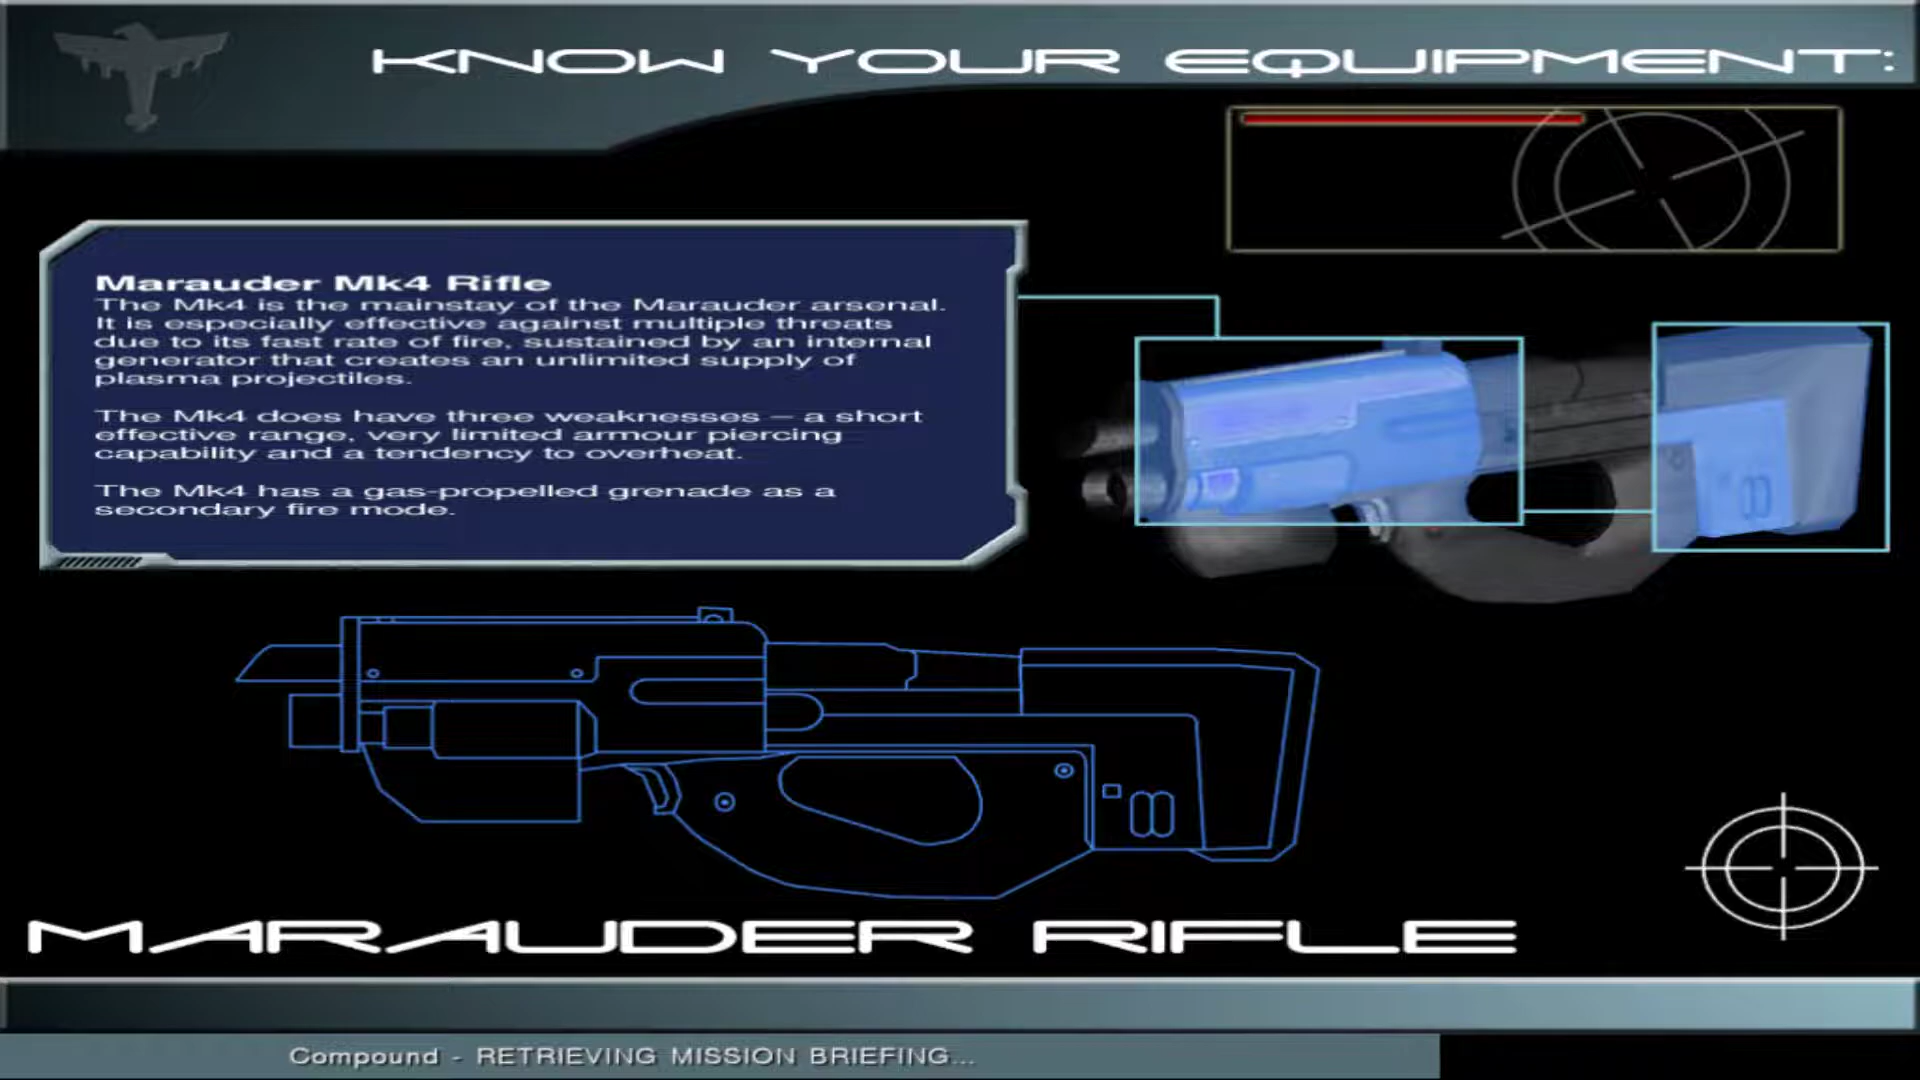 KNOW YOUR EQUIPMENT:
Marauder Mk4 Rifle
The Mk4 is the mainstay of the Marauder arsenal.
It is especially effective against multiple threats
due to its fast rate of fire, sustained by an internal
generator that creates an unlimited supply of
plasma projectiles.
The Mk4 does have three weaknesses – a short
effective range, very limited armour piercing
capability and a tendency to overheat.
The Mk4 has a gas-propelled grenade as a
secondary fire mode.
MARAUDER RIFLE
Compound - RETRIEVING MISSION BRIEFING...